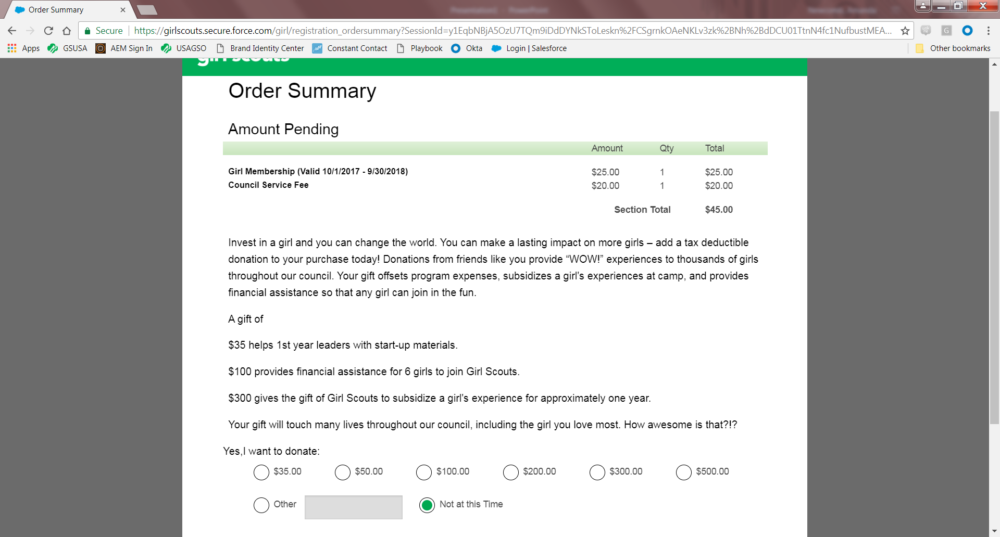 Order Summary
Secure https://girlscouts.secure.force.com/girl/registration_ordersummary?SessionId=y1EqbNBjA5OzU7TQm9iDdDYNkSToLeskn%2FCSgrnkOAeNKLv3zk%2BNh%2BdDCU01TtnN4fc1NufbustMEA...
Apps GSUSA AEM Sign In USAGSO Brand Identity Center Constant Contact Playbook Okta Login | Salesforce Other bookmarks
girl scouts
Order Summary
Amount Pending
Amount Qty Total
Girl Membership (Valid 10/1/2017 - 9/30/2018) $25.00 1 $25.00
Council Service Fee $20.00 1 $20.00
Section Total $45.00
Invest in a girl and you can change the world. You can make a lasting impact on more girls – add a tax deductible
donation to your purchase today! Donations from friends like you provide “WOW!” experiences to thousands of girls
throughout our council. Your gift offsets program expenses, subsidizes a girl's experiences at camp, and provides
financial assistance so that any girl can join in the fun.
A gift of
$35 helps 1st year leaders with start-up materials.
$100 provides financial assistance for 6 girls to join Girl Scouts.
$300 gives the gift of Girl Scouts to subsidize a girl's experience for approximately one year.
Your gift will touch many lives throughout our council, including the girl you love most. How awesome is that?!?
Yes,I want to donate:
$35.00 $50.00 $100.00 $200.00 $300.00 $500.00
Other Not at this Time